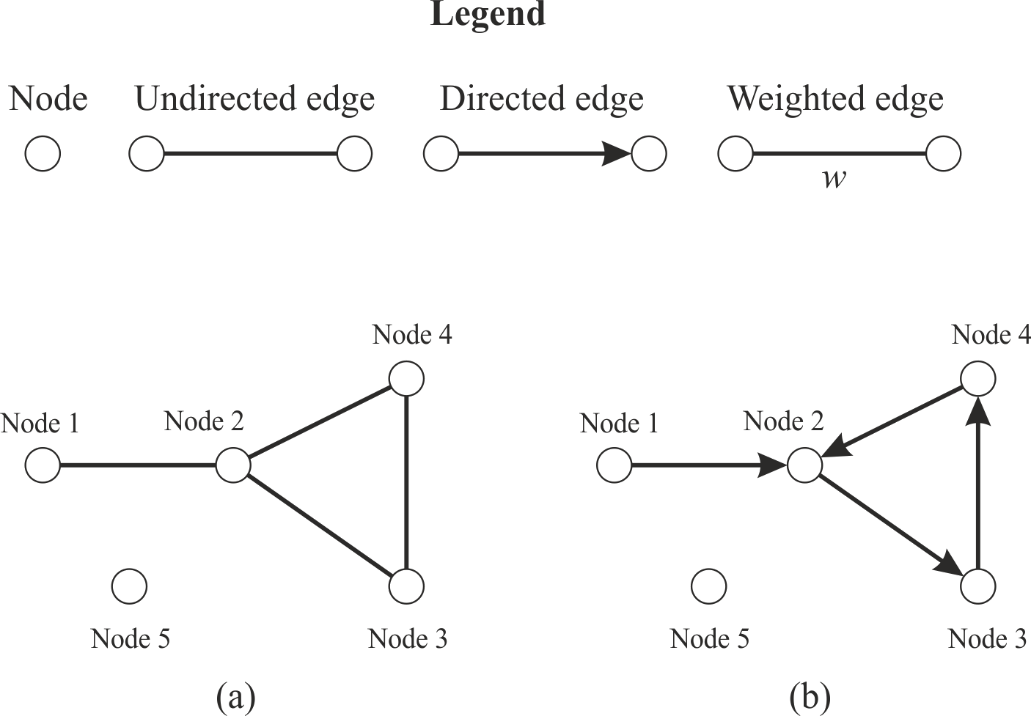 Legend
Node Undirected edge Directed edge Weighted edge
w
Node 4 Node 4
Node 1 Node 2 Node 1 Node 2
Node 5 Node 3 Node 5 Node 3
(a) (b)